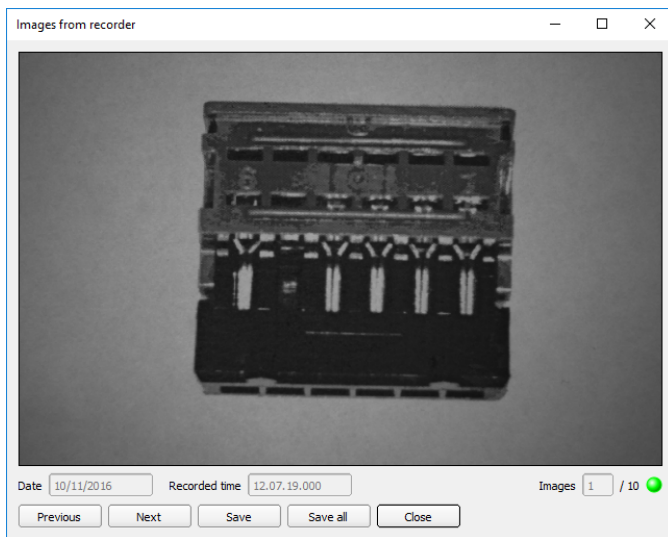 Images from recorder
Date 10/11/2016 Recorded time 12.07.19.000 Images 1 / 10
Previous Next Save Save all Close